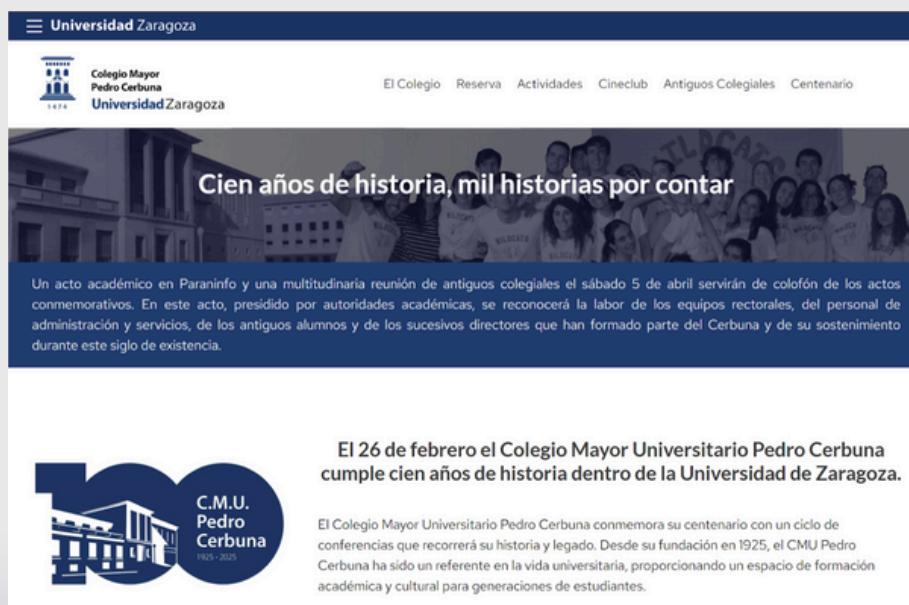 Universidad Zaragoza
Colegio Mayor
Pedro Cerbuna
Universidad Zaragoza
1474
El Colegio Reserva Actividades Cineclub Antiguos Colegiales Centenario
WILDCATS
Cien años de historia, mil historias por contar
WILDCATS
Un acto académico en Paraninfo y una multitudinaria reunión de antiguos colegiales el sábado 5 de abril servirán de colofón de los actos
conmemorativos. En este acto, presidido por autoridades académicas, se reconocerá la labor de los equipos rectorales, del personal de
administración y servicios, de los antiguos alumnos y de los sucesivos directores que han formado parte del Cerbuna y de su sostenimiento
durante este siglo de existencia.
El 26 de febrero el Colegio Mayor Universitario Pedro Cerbuna
cumple cien años de historia dentro de la Universidad de Zaragoza.
100
C.M.U.
Pedro
Cerbuna
1925 - 2025
El Colegio Mayor Universitario Pedro Cerbuna conmemora su centenario con un ciclo de
conferencias que recorrerá su historia y legado. Desde su fundación en 1925, el CMU Pedro
Cerbuna ha sido un referente en la vida universitaria, proporcionando un espacio de formación
académica y cultural para generaciones de estudiantes.